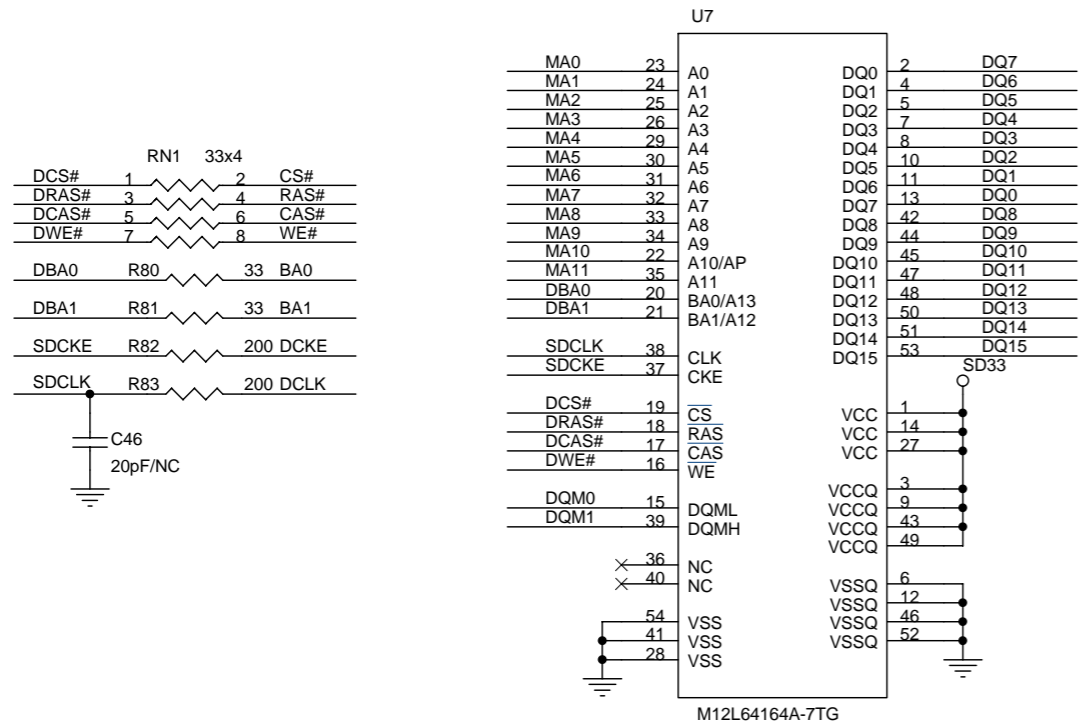 RN1 33x4
DCS# 1 2 CS#
DRAS# 3 4 RAS#
DCAS# 5 6 CAS#
DWE# 7 8 WE#
DBA0 R80 33 BA0
DBA1 R81 33 BA1
SDCKE R82 200 DCKE
SDCLK R83 200 DCLK
C46
20pF/NC
U7
MA0 23 A0 DQ0 2 DQ7
MA1 24 A1 DQ1 4 DQ6
MA2 25 A2 DQ2 5 DQ5
MA3 26 A3 DQ3 7 DQ4
MA4 29 A4 DQ4 8 DQ3
MA5 30 A5 DQ5 10 DQ2
MA6 31 A6 DQ6 11 DQ1
MA7 32 A7 DQ7 13 DQ0
MA8 33 A8 DQ8 42 DQ8
MA9 34 A9 DQ9 44 DQ9
MA10 22 A10/AP DQ10 45 DQ10
MA11 35 A11 DQ11 47 DQ11
DBA0 20 BA0/A13 DQ12 48 DQ12
DBA1 21 BA1/A12 DQ13 50 DQ13
DQ14 51 DQ14
SDCLK 38 CLK DQ15 53 DQ15
SDCKE 37 CKE SD33
DCS# 19 CS VCC 1
DRAS# 18 RAS VCC 14
DCAS# 17 CAS VCC 27
DWE# 16 WE
VCCQ 3
DQM0 15 DQML VCCQ 9
DQM1 39 DQMH VCCQ 43
VCCQ 49
36 NC
40 NC VSSQ 6
VSSQ 12
54 VSS VSSQ 46
41 VSS VSSQ 52
28 VSS
M12L64164A-7TG